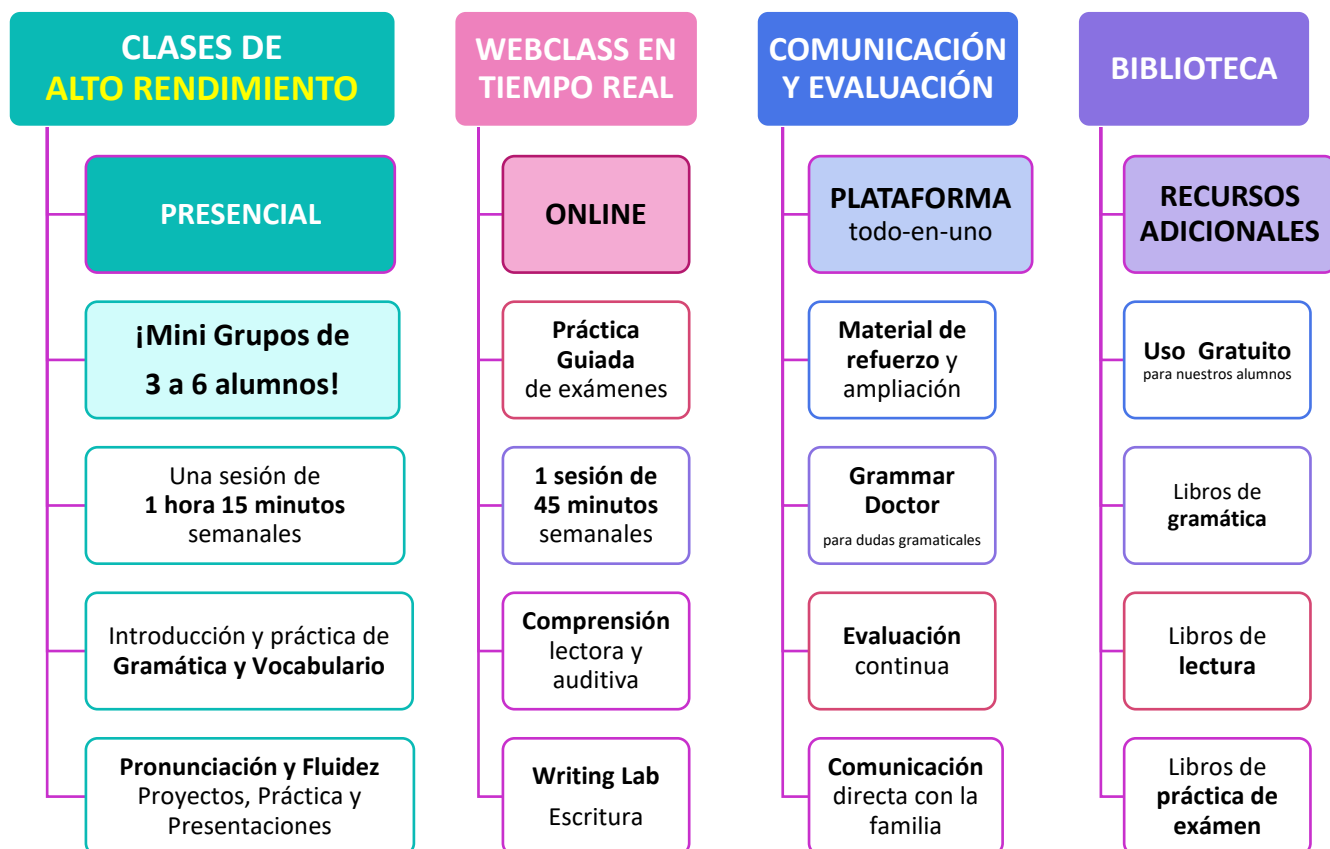 CLASES DE
ALTO RENDIMIENTO
PRESENCIAL
¡Mini Grupos de
3 a 6 alumnos!
Una sesión de
1 hora 15 minutos
semanales
Introducción y práctica de
Gramática y Vocabulario
Pronunciación y Fluidez
Proyectos, Práctica y
Presentaciones
WEBCLASS EN
TIEMPO REAL
ONLINE
Práctica
Guiada
de exámenes
1 sesión de
45 minutos
semanales
Comprensión
lectora y
auditiva
Writing Lab
Escritura
COMUNICACIÓN
Y EVALUACIÓN
PLATAFORMA
todo-en-uno
Material de
refuerzo y
ampliación
Grammar
Doctor
para dudas gramaticales
Evaluación
continua
Comunicación
directa con la
familia
BIBLIOTECA
RECURSOS
ADICIONALES
Uso Gratuito
para nuestros alumnos
Libros de
gramática
Libros de
lectura
Libros de
práctica de
exámen